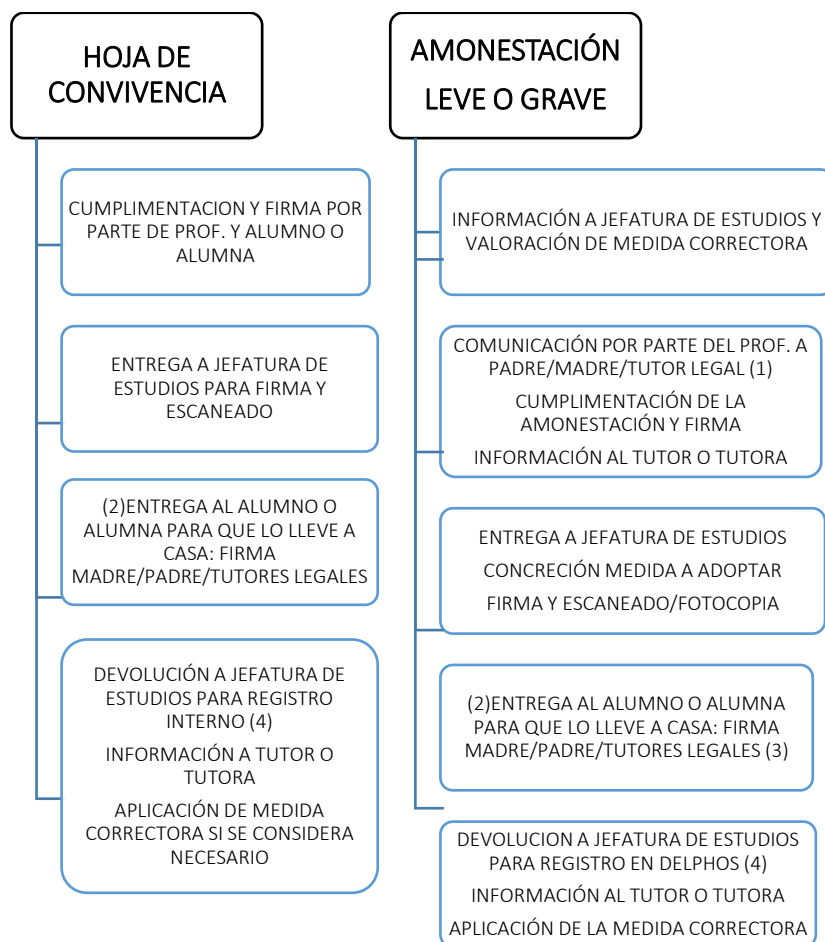 HOJA DE
CONVIVENCIA
CUMPLIMENTACION Y FIRMA POR
PARTE DE PROF. Y ALUMNO O
ALUMNA
ENTREGA A JEFATURA DE
ESTUDIOS PARA FIRMA Y
ESCANEADO
(2)ENTREGA AL ALUMNO O
ALUMNA PARA QUE LO LLEVE A
CASA: FIRMA
MADRE/PADRE/TUTORES LEGALES
DEVOLUCIÓN A JEFATURA DE
ESTUDIOS PARA REGISTRO
INTERNO (4)
INFORMACIÓN A TUTOR O
TUTORA
APLICACIÓN DE MEDIDA
CORRECTORA SI SE CONSIDERA
NECESARIO
AMONESTACIÓN
LEVE O GRAVE
INFORMACIÓN A JEFATURA DE ESTUDIOS Y
VALORACIÓN DE MEDIDA CORRECTORA
COMUNICACIÓN POR PARTE DEL PROF. A
PADRE/MADRE/TUTOR LEGAL (1)
CUMPLIMENTACIÓN DE LA
AMONESTACIÓN Y FIRMA
INFORMACIÓN AL TUTOR O TUTORA
ENTREGA A JEFATURA DE ESTUDIOS
CONCRECIÓN MEDIDA A ADOPTAR
FIRMA Y ESCANEADO/FOTOCOPIA
(2)ENTREGA AL ALUMNO O ALUMNA
PARA QUE LO LLEVE A CASA: FIRMA
MADRE/PADRE/TUTORES LEGALES (3)
DEVOLUCION A JEFATURA DE ESTUDIOS
PARA REGISTRO EN DELPHOS (4)
INFORMACIÓN AL TUTOR O TUTORA
APLICACIÓN DE LA MEDIDA CORRECTORA